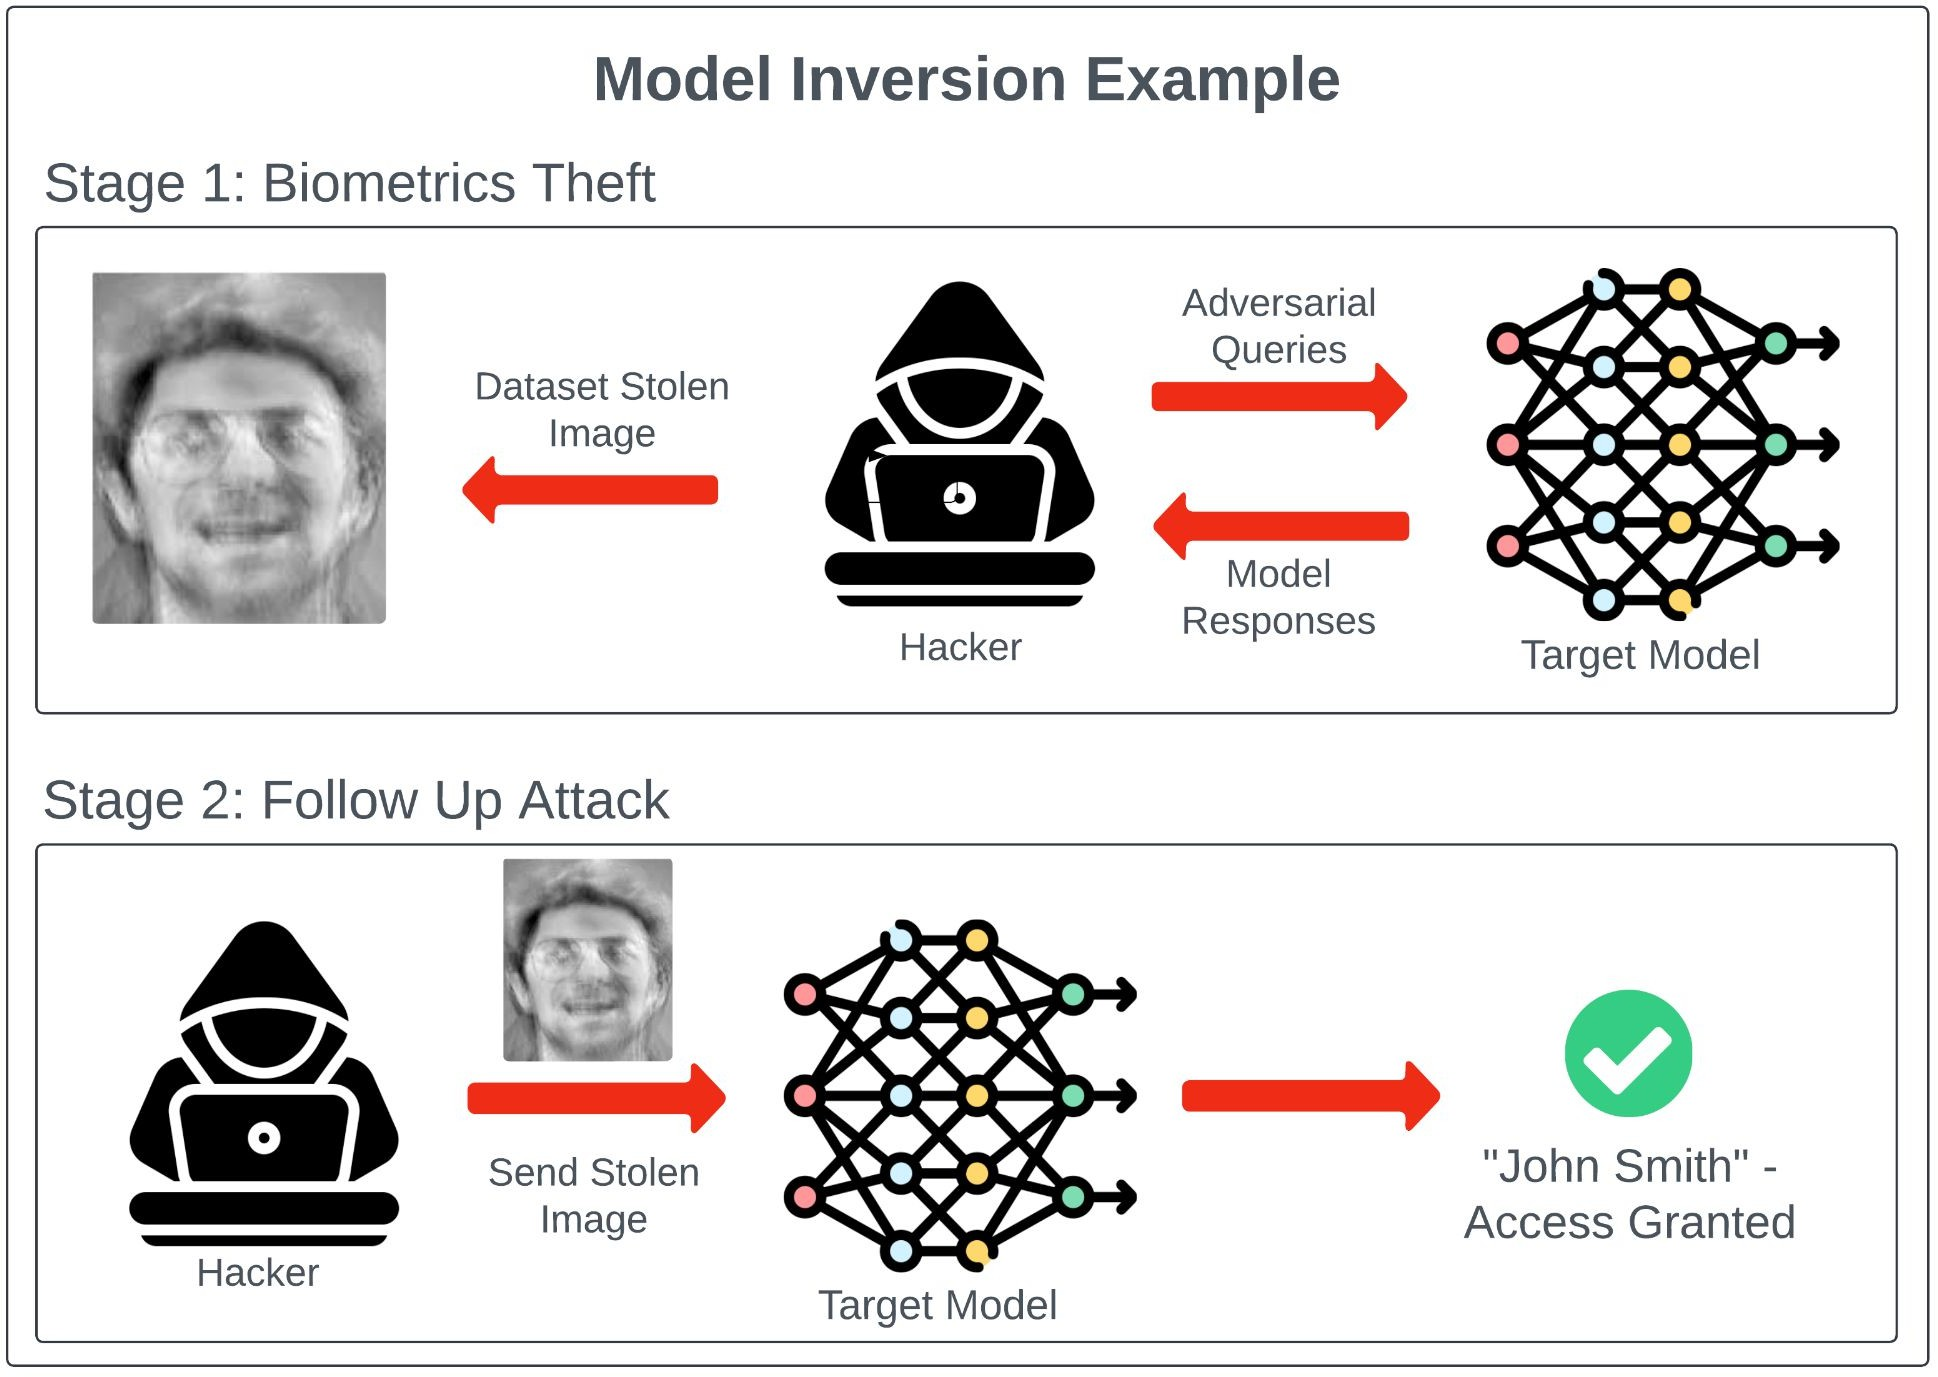 Model Inversion Example
Stage 1: Biometrics Theft
Dataset Stolen
Image
Hacker
Adversarial
Queries
Model
Responses
Target Model
Stage 2: Follow Up Attack
Hacker
Send Stolen
Image
Target Model
"John Smith" -
Access Granted